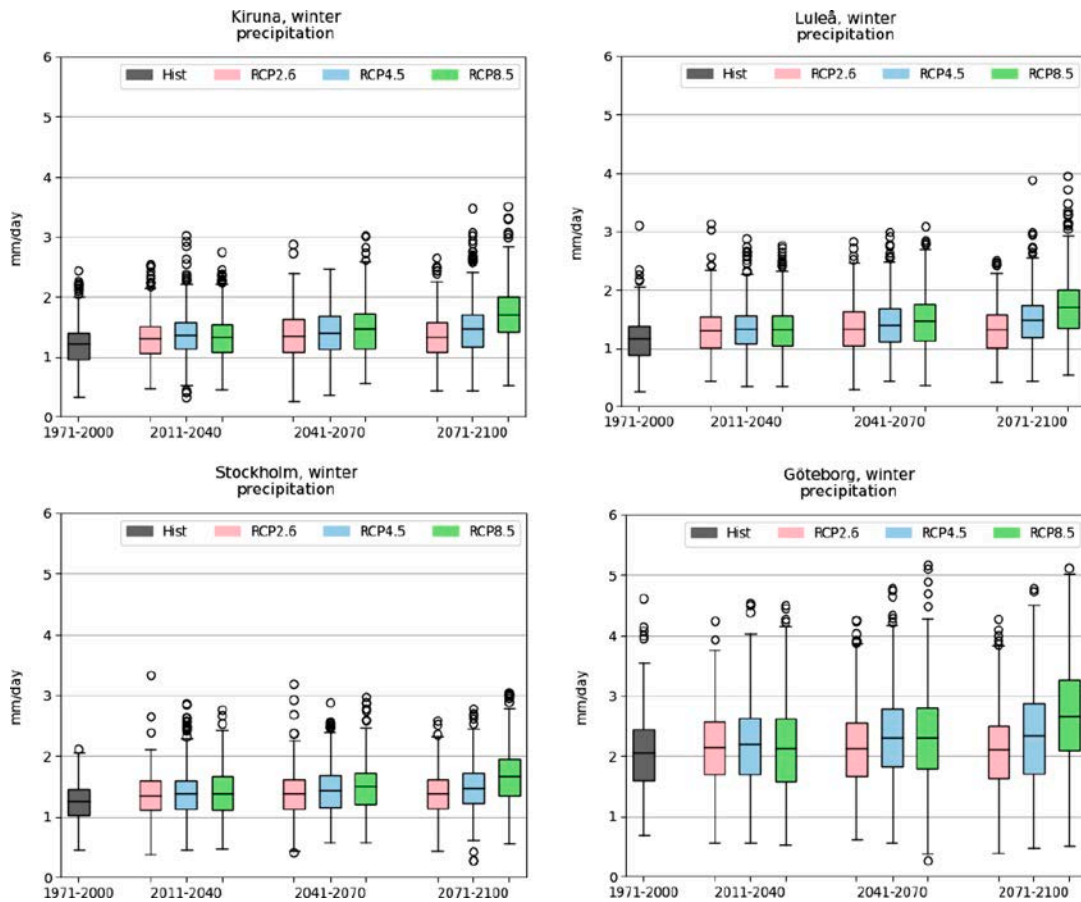 Kiruna, winter
precipitation
Hist RCP2.6 RCP4.5 RCP8.5
mm/day
6
5
4
3
2
1
0
1971-2000 2011-2040 2041-2070 2071-2100
Luleå, winter
precipitation
Hist RCP2.6 RCP4.5 RCP8.5
mm/day
6
5
4
3
2
1
0
1971-2000 2011-2040 2041-2070 2071-2100
Stockholm, winter
precipitation
Hist RCP2.6 RCP4.5 RCP8.5
mm/day
6
5
4
3
2
1
0
1971-2000 2011-2040 2041-2070 2071-2100
Göteborg, winter
precipitation
Hist RCP2.6 RCP4.5 RCP8.5
mm/day
6
5
4
3
2
1
0
1971-2000 2011-2040 2041-2070 2071-2100